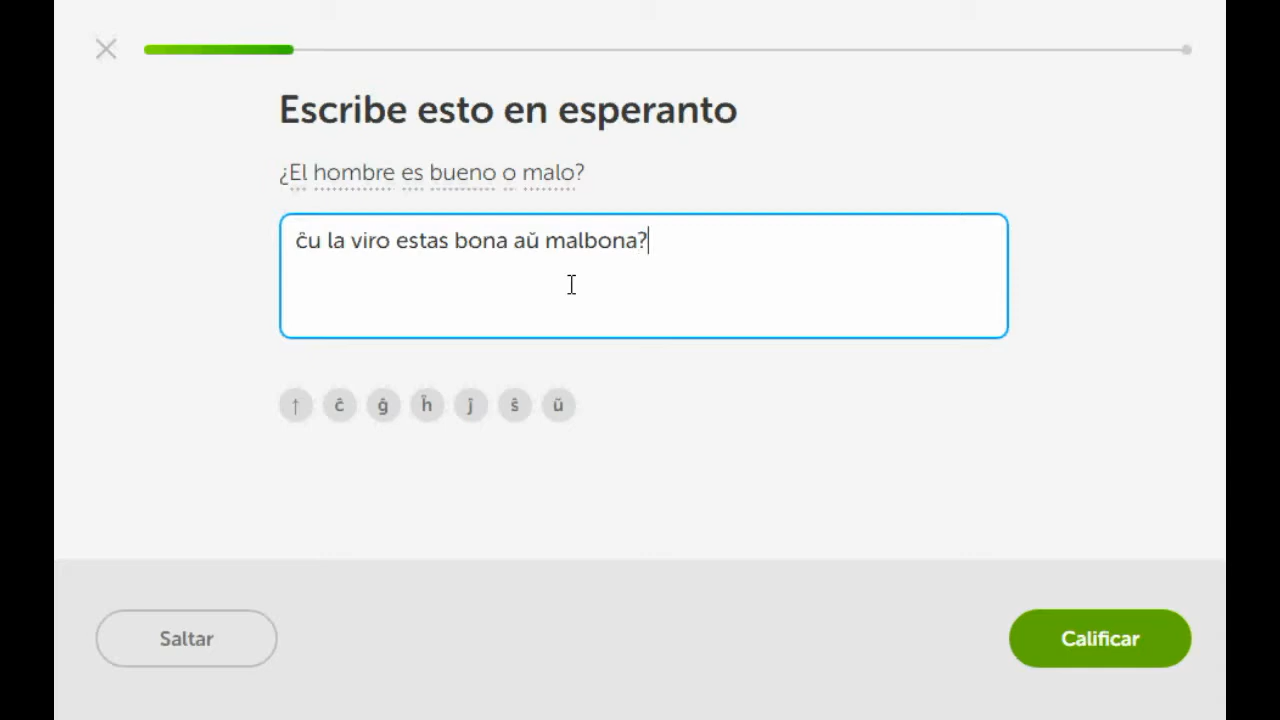 Escribe esto en esperanto
¿El hombre es bueno o malo?
ĉu la viro estas bona aŭ malbona?
↑ ĉ ĝ ĥ ĵ ŝ ŭ
Saltar
Calificar